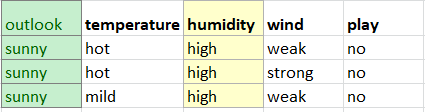 outlook temperature humidity wind play
sunny hot high weak no
sunny hot high strong no
sunny mild high weak no